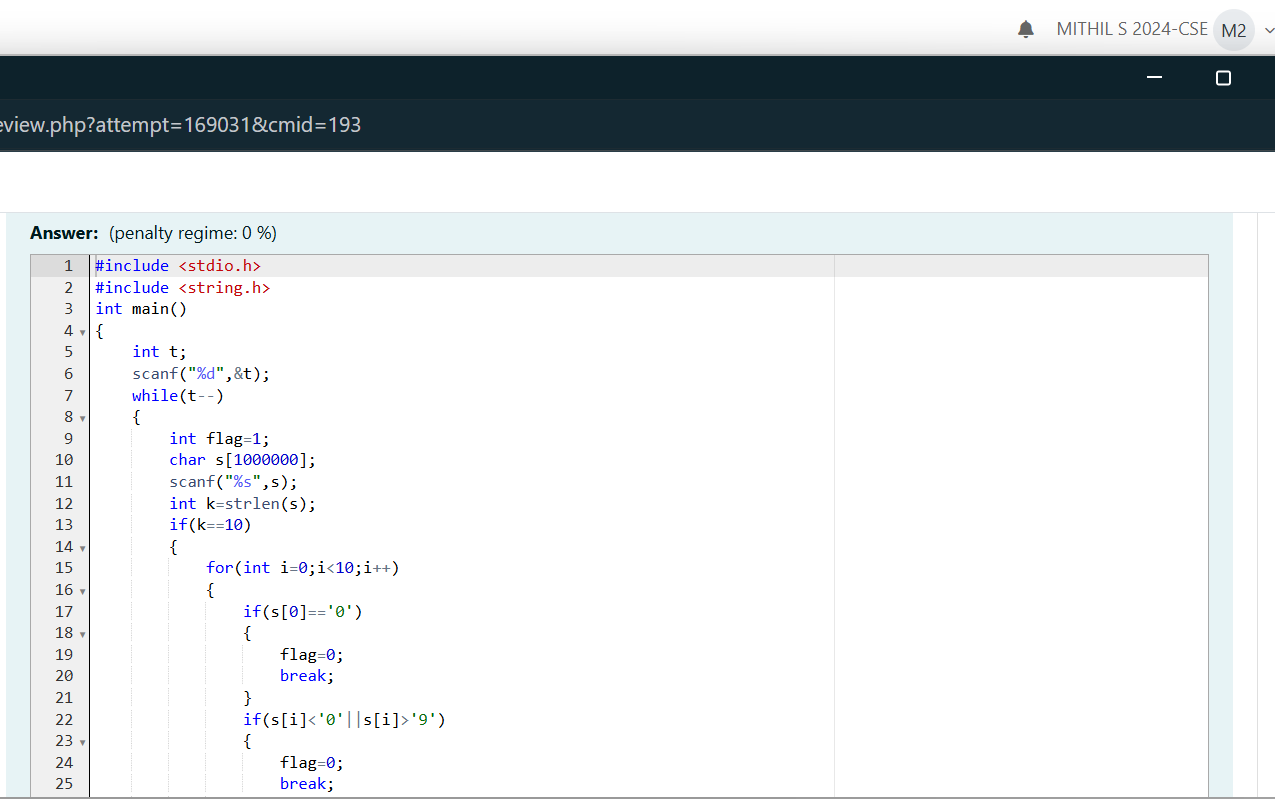 MITHIL S 2024-CSE M2
eview.php?attempt=169031&cmid=193
Answer: (penalty regime: 0 %)
1 #include <stdio.h>
2 #include <string.h>
3 int main()
4 {
5 int t;
6 scanf("%d",&t);
7 while(t--)
8 {
9 int flag=1;
10 char s[1000000];
11 scanf("%s",s);
12 int k=strlen(s);
13 if(k==10)
14 {
15 for(int i=0;i<10;i++)
16 {
17 if(s[0]=='0')
18 {
19 flag=0;
20 break;
21 }
22 if(s[i]<'0'||s[i]>'9')
23 {
24 flag=0;
25 break;